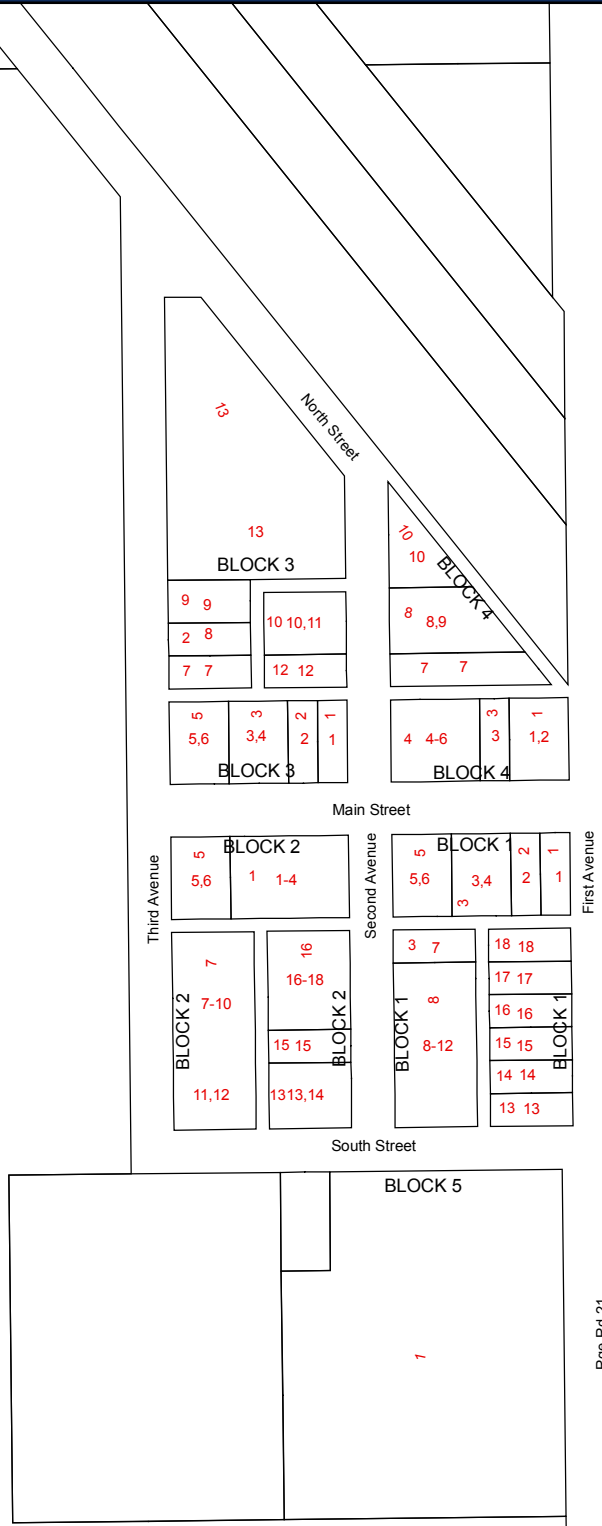 13
North Street
13
BLOCK 3
10
10
BLOCK 4
9 9
2 8
7 7
10 10,11
12 12
8 8,9
7 7
5
5,6
3
3,4
2
2
1
1
BLOCK 3
4 4-6
3
3
1
1,2
BLOCK 4
Main Street
Third Avenue
BLOCK 2
5
5,6
1 1-4
Second Avenue
BLOCK 1
5
5,6
3,4
3
2
2
1
1
First Avenue
7
7-10
BLOCK 2
11,12
16
16-18
BLOCK 2
15 15
13 13,14
3 7
8
BLOCK 1
8-12
18 18
17 17
16 16
15 15
14 14
13 13
BLOCK 1
South Street
BLOCK 5
1
Rge Rd 21